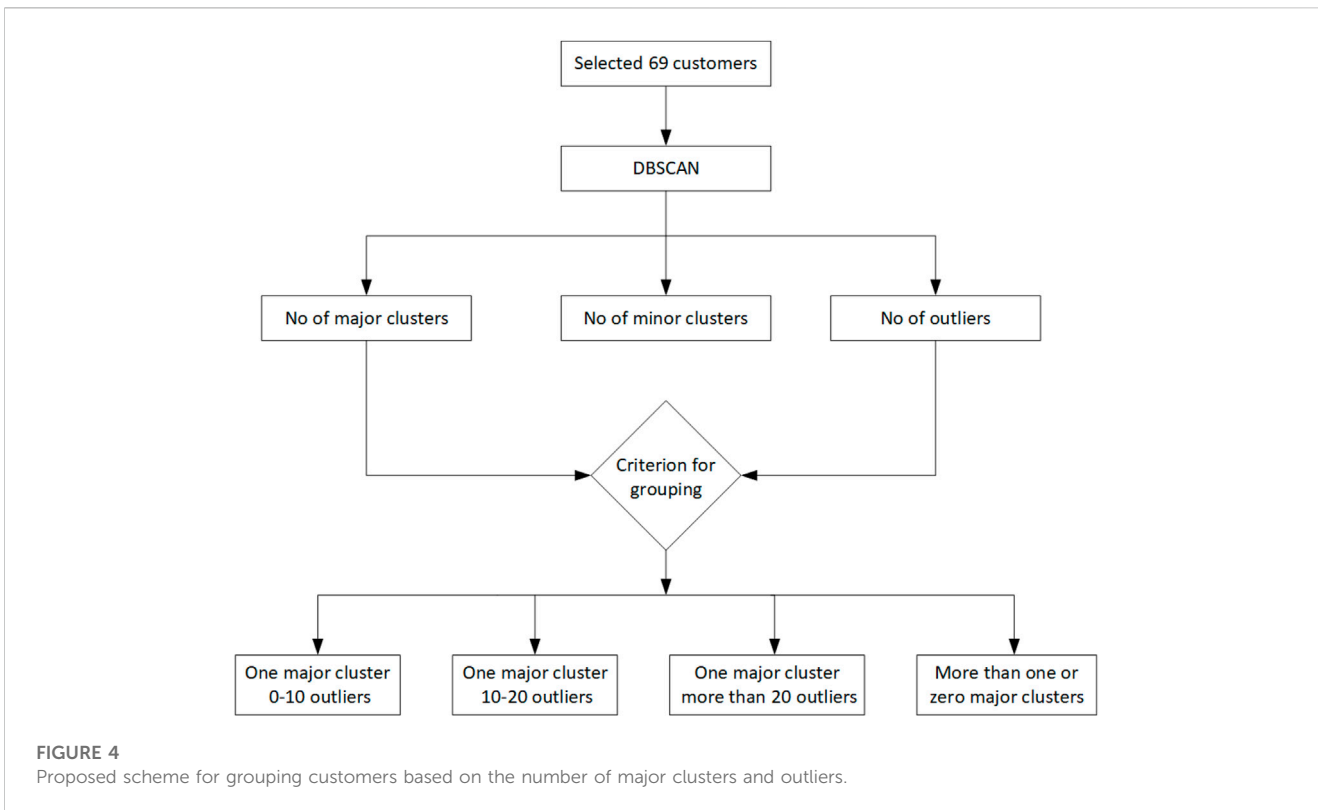 Selected 69 customers
DBSCAN
No of major clusters
No of minor clusters
No of outliers
Criterion for
grouping
One major cluster
0-10 outliers
One major cluster
10-20 outliers
One major cluster
more than 20 outliers
More than one or
zero major clusters
FIGURE 4
Proposed scheme for grouping customers based on the number of major clusters and outliers.